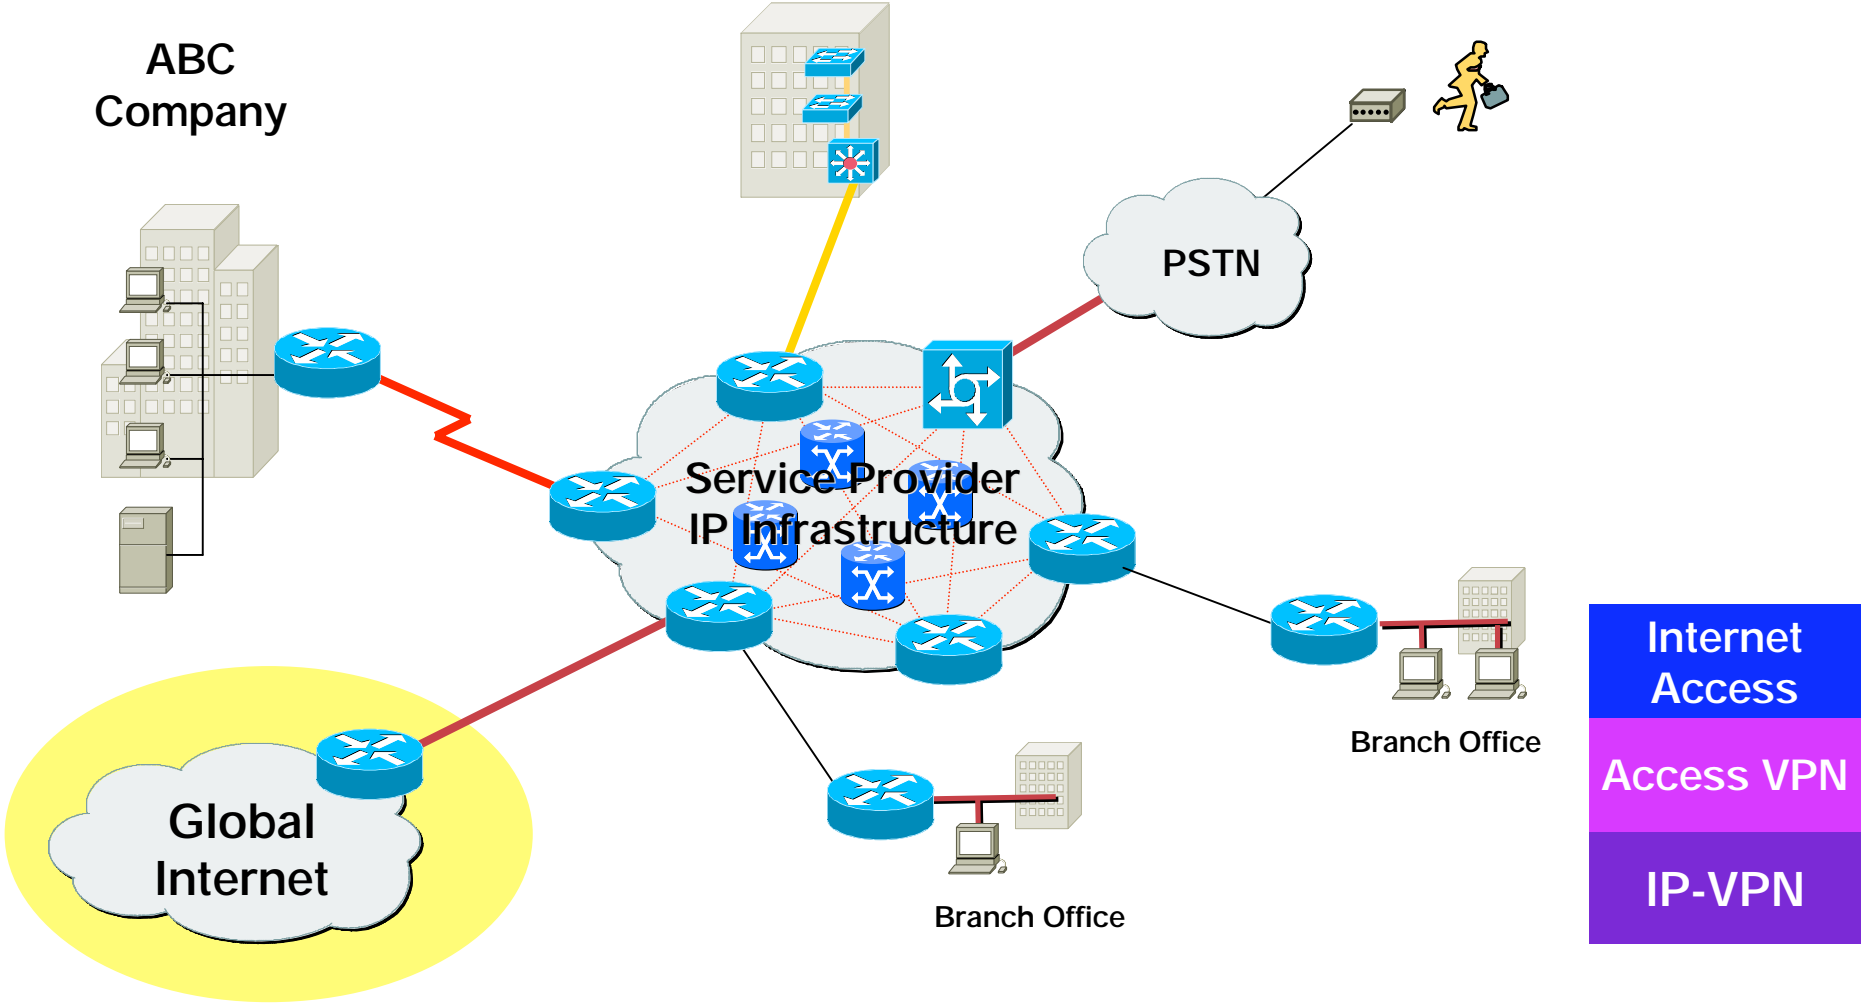 ABC
Company
PSTN
Service Provider
IP Infrastructure
Internet
Access
Branch Office
Access VPN
Global
Internet
IP-VPN
Branch Office